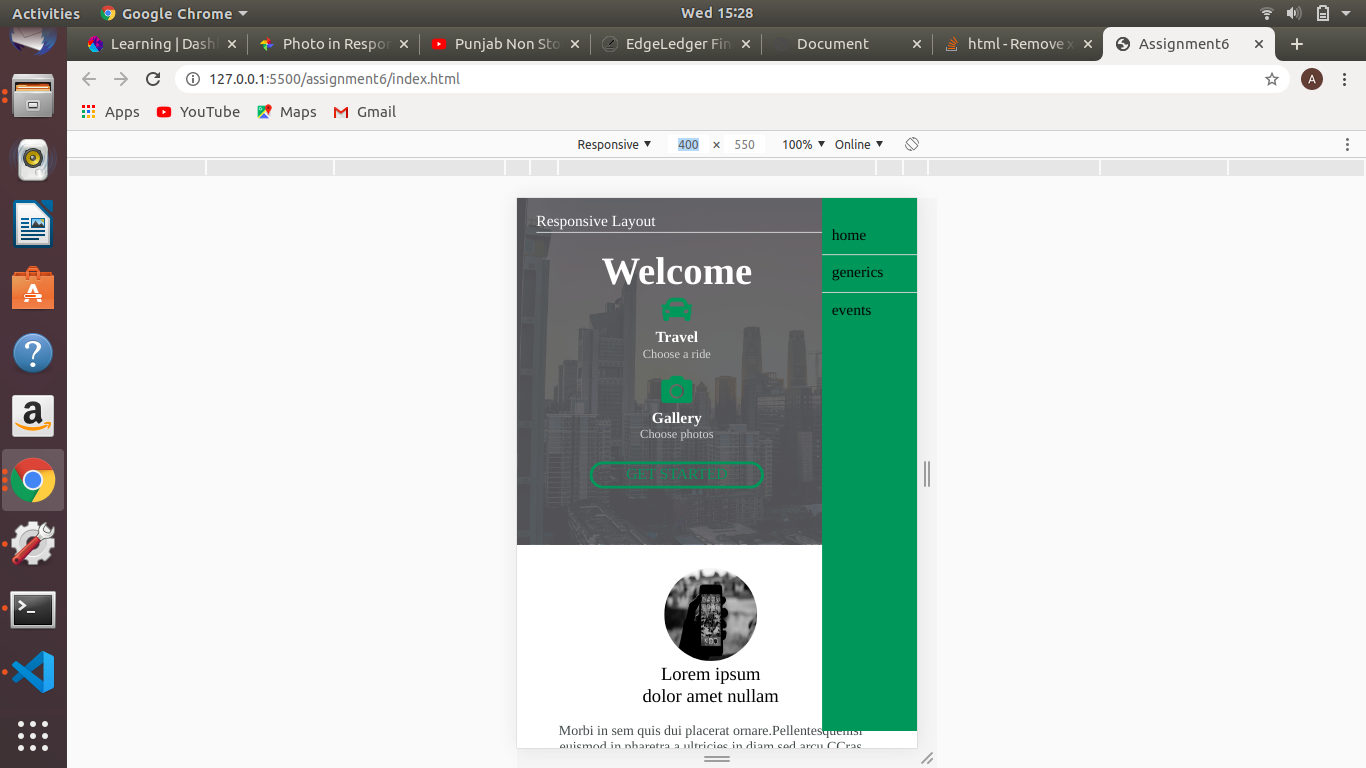 Activities
Google Chrome
Wed 15:28
Learning | Dash
Photo in Respon
Punjab Non Sto
EdgeLedger Fin
Document
html - Remove x
Assignment6
127.0.0.1:5500/assignment6/index.html
A
Apps
YouTube
Maps
Gmail
Responsive
400 × 550
100%
Online
Responsive Layout
home
generics
events
Welcome
Travel
Choose a ride
Gallery
Choose photos
GET STARTED
Lorem ipsum
dolor amet nullam
Morbi in sem quis dui placerat ornare.Pellentesquenisi
euismod in pharetra a ultricies in diam sed arcu CCras